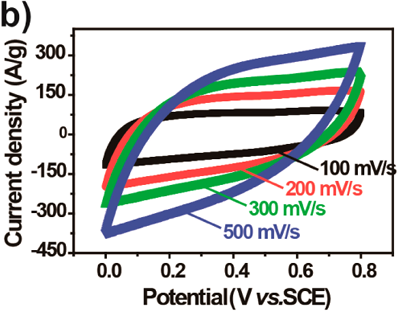 b)
Current density (A/g)
300
150
0
-150
-300
-450
100 mV/s
200 mV/s
300 mV/s
500 mV/s
0.0 0.2 0.4 0.6 0.8
Potential(V vs.SCE)